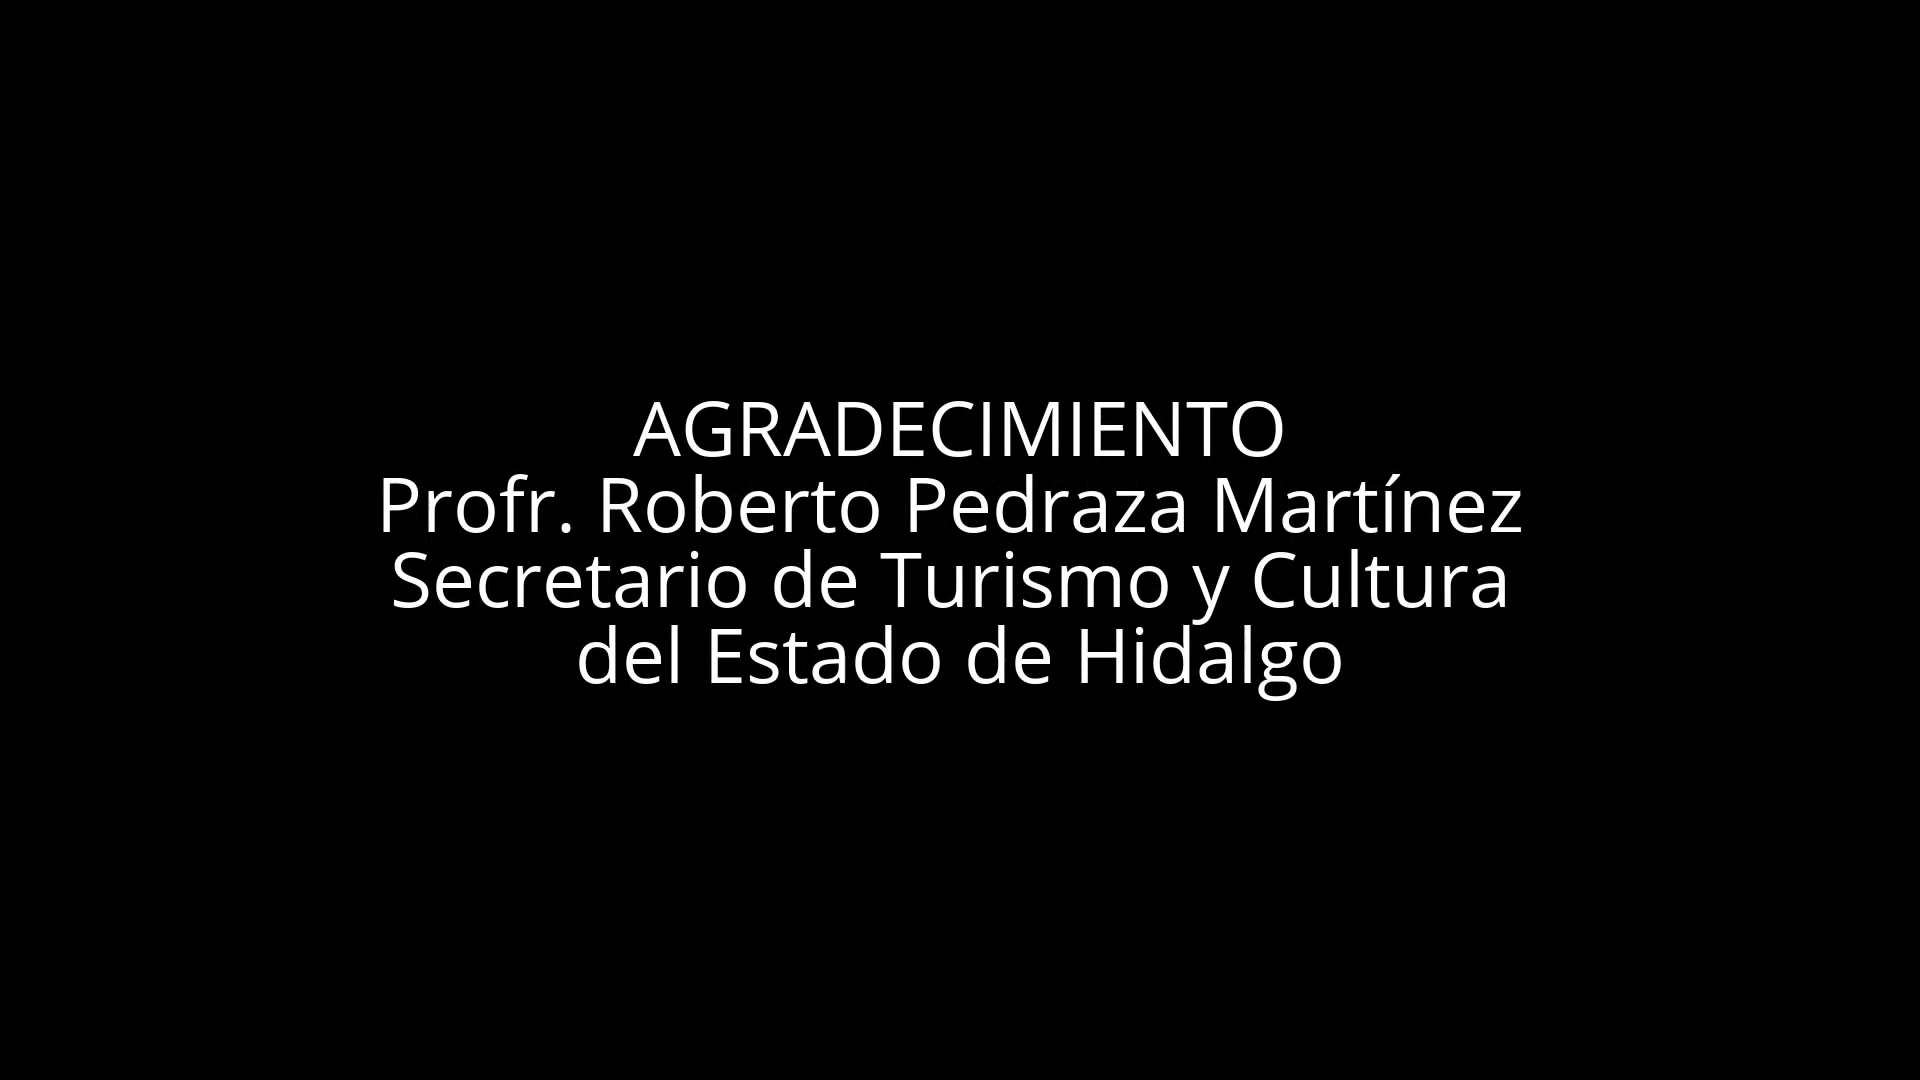 AGRADECIMIENTO
Profr. Roberto Pedraza Martínez
Secretario de Turismo y Cultura
del Estado de Hidalgo